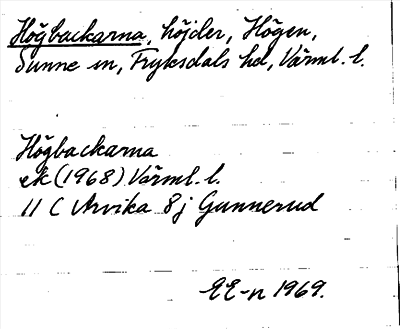 Högbackarna, höjder, Högen,
Sunne sn, Fryksdals hd, Värml. l.
Högbackarna
ek (1968) Värml. l.
11 C Arvika 8 j Gunnerud
EE-n 1969.